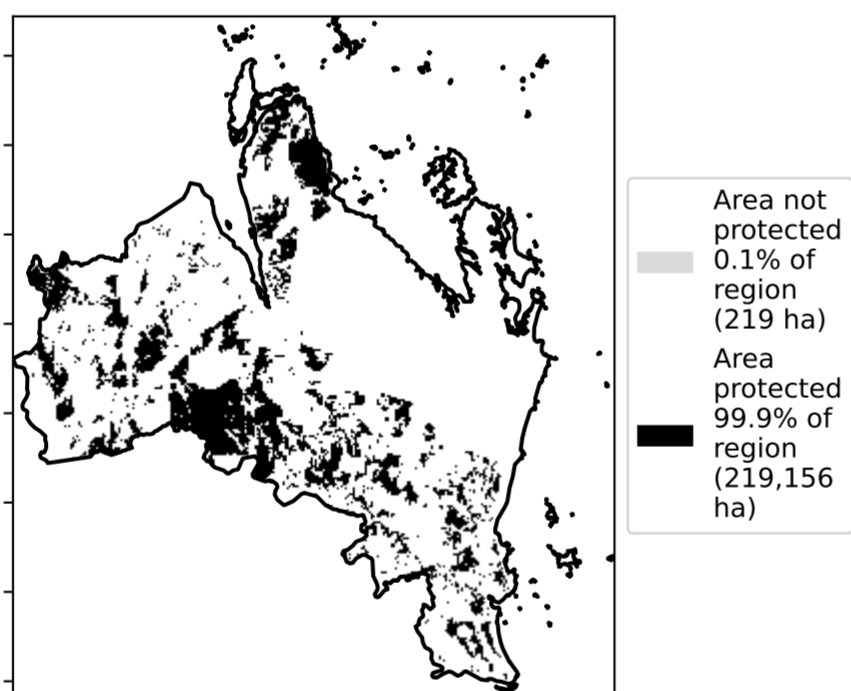 Area not
protected
0.1% of
region
(219 ha)
Area
protected
99.9% of
region
(219,156
ha)